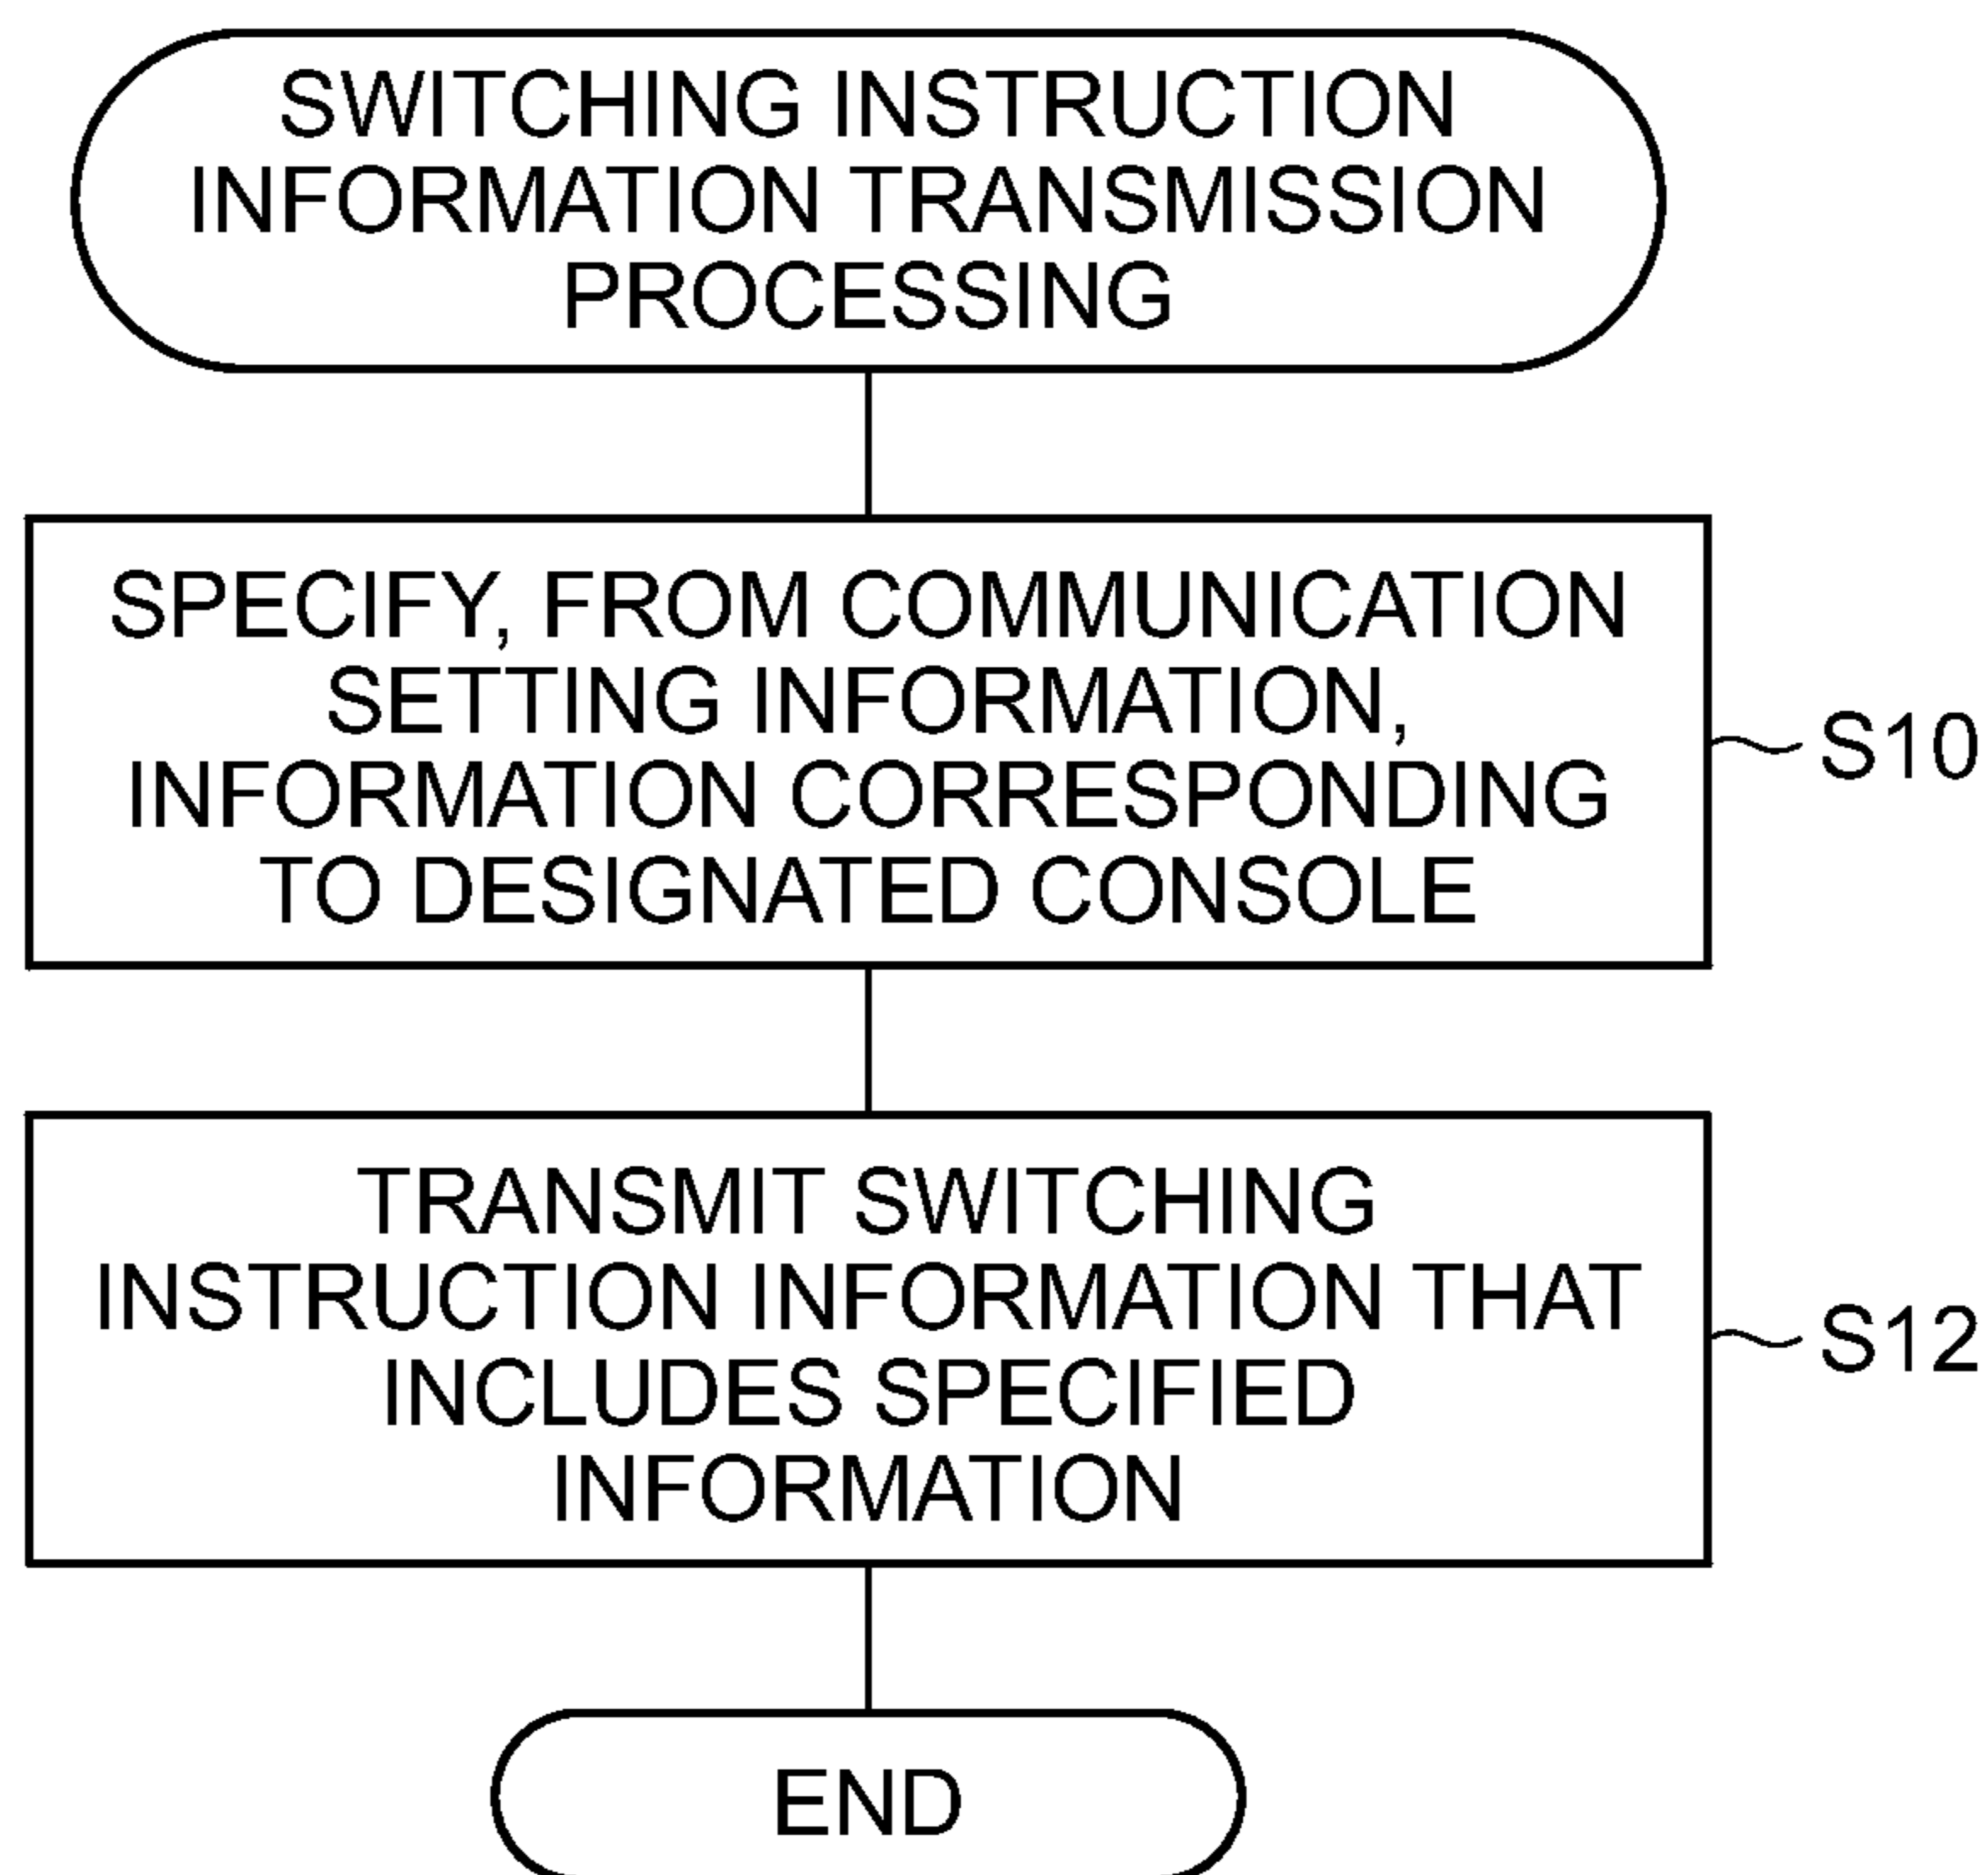 SWITCHING INSTRUCTION
INFORMATION TRANSMISSION
PROCESSING
SPECIFY, FROM COMMUNICATION
SETTING INFORMATION,
INFORMATION CORRESPONDING
TO DESIGNATED CONSOLE
S10
TRANSMIT SWITCHING
INSTRUCTION INFORMATION THAT
INCLUDES SPECIFIED
INFORMATION
S12
END